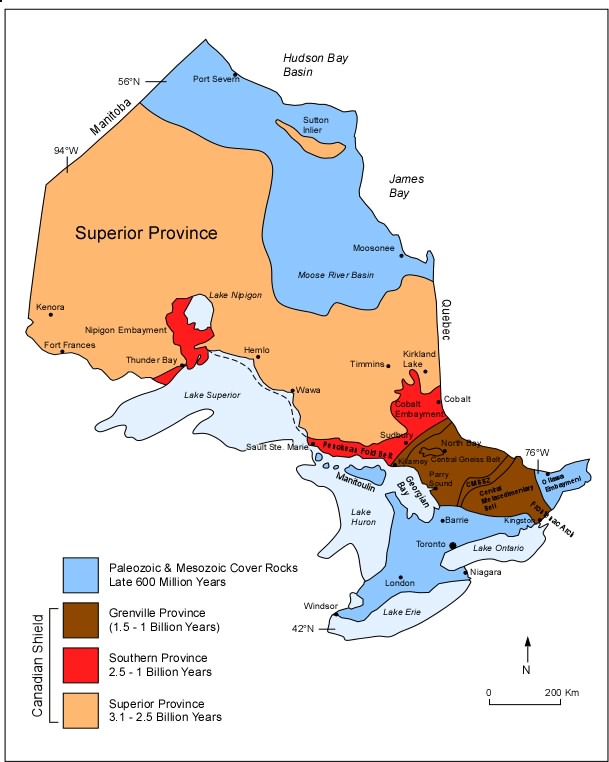 Hudson Bay
Basin
56°N
Port Severn
Manitoba
Sutton
Inlier
94°W
James
Bay
Superior Province
Moosonee
Moose River Basin
Lake Nipigon
Quebec
Kenora
Nipigon Embayment
Fort Frances
Thunder Bay
Hemlo
Timmins
Kirkland
Lake
Lake Superior
Wawa
Cobalt
Cobalt
Embayment
Sudbury
Sault Ste. Marie
Penokean Fold Belt
North Bay
76°W
Killarney
Central Gneiss Belt
Manitoulin
Georgian
Bay
Parry
Sound
CMBBZ
Central
Metasedimentary
Belt
Ottawa
Embayment
Lake
Huron
Barrie
Kingston
Frontenac Arch
Toronto
Lake Ontario
Niagara
London
Windsor
Lake Erie
42°N
Paleozoic & Mesozoic Cover Rocks
Late 600 Million Years
Canadian Shield
Grenville Province
(1.5 - 1 Billion Years)
Southern Province
2.5 - 1 Billion Years
Superior Province
3.1 - 2.5 Billion Years
N
0
200 Km